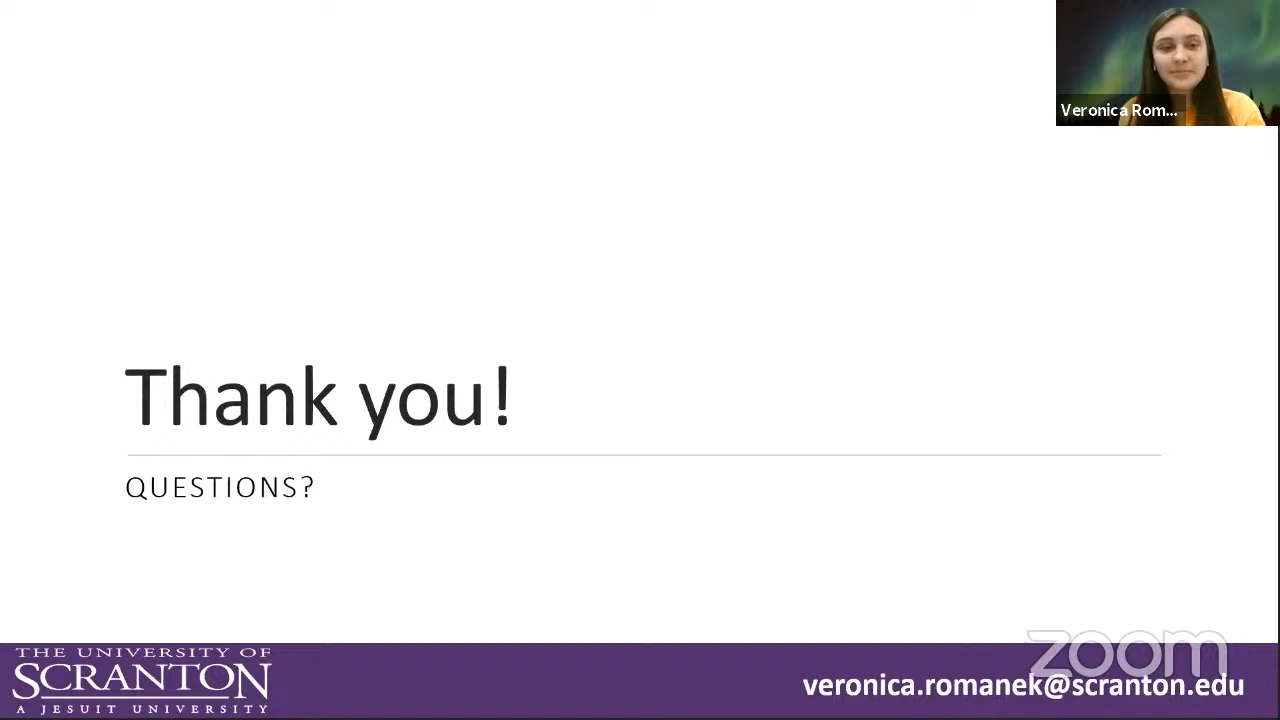 Veronica Rom...
Thank you!
QUESTIONS?
THE UNIVERSITY OF
SCRANTON
A JESUIT UNIVERSITY
zoom
veronica.romanek@scranton.edu